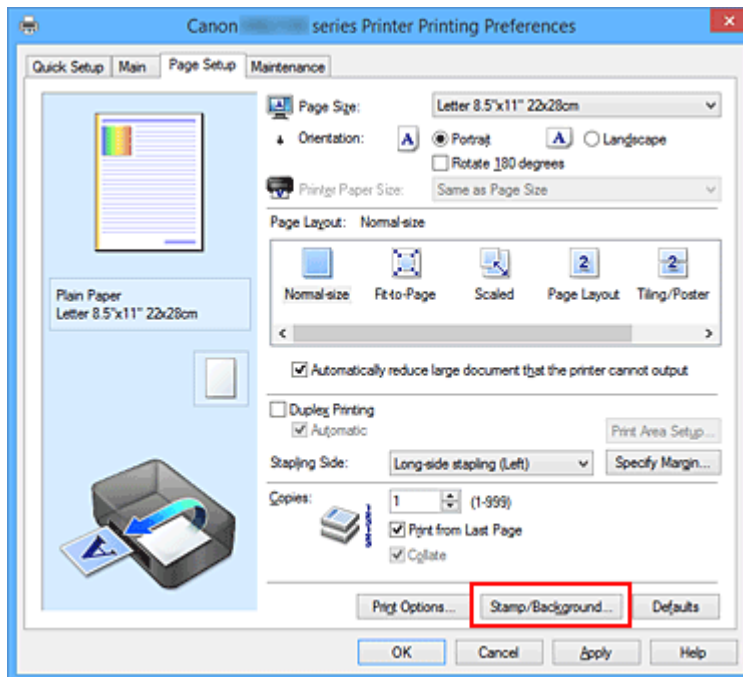 Canon series Printer Printing Preferences
Quick Setup Main Page Setup Maintenance
Page Size: Letter 8.5"x11" 22x28cm
Orientation: A Portrait A Landscape
Rotate 180 degrees
Printer Paper Size: Same as Page Size
Page Layout: Normal-size
2 2
Normal-size Fit-to-Page Scaled Page Layout Tiling/Poster
Plain Paper
Letter 8.5"x11" 22x28cm
Automatically reduce large document that the printer cannot output
Duplex Printing
Automatic
Print Area Setup...
Stapling Side: Long-side stapling (Left) Specify Margin...
Copies: 1 (1-999)
Print from Last Page
Collate
A
Print Options... Stamp/Background... Defaults
OK Cancel Apply Help